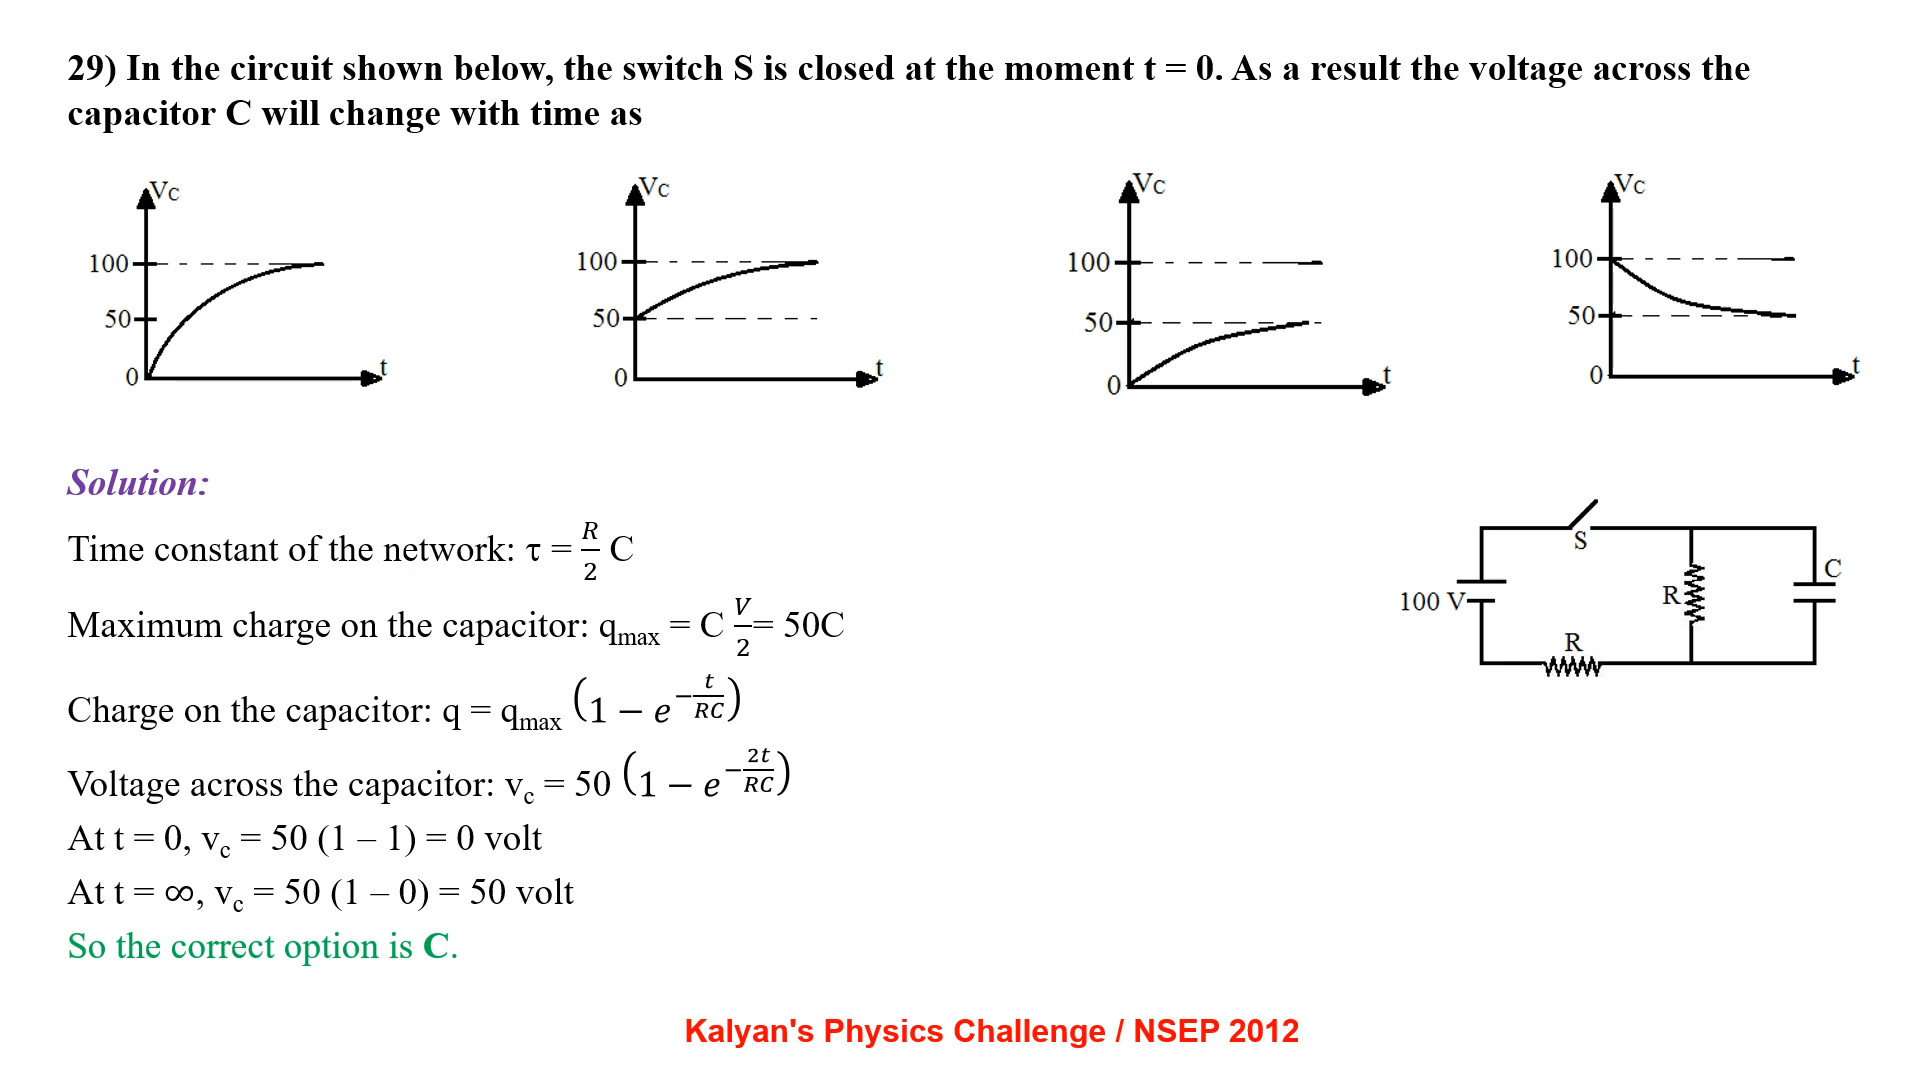 29) In the circuit shown below, the switch S is closed at the moment t = 0. As a result the voltage across the
capacitor C will change with time as
Vc
100
50
0
t
Vc
100
50
0
t
Vc
100
50
0
t
Vc
100
50
0
t
Solution:
Time constant of the network: τ = R/2 C
Maximum charge on the capacitor: qmax = C V/2 = 50C
Charge on the capacitor: q = qmax (1 − e^−t/RC)
Voltage across the capacitor: vc = 50 (1 − e^−2t/RC)
At t = 0, vc = 50 (1 – 1) = 0 volt
At t = ∞, vc = 50 (1 – 0) = 50 volt
So the correct option is C.
S
C
100 V
R
R
Kalyan's Physics Challenge / NSEP 2012